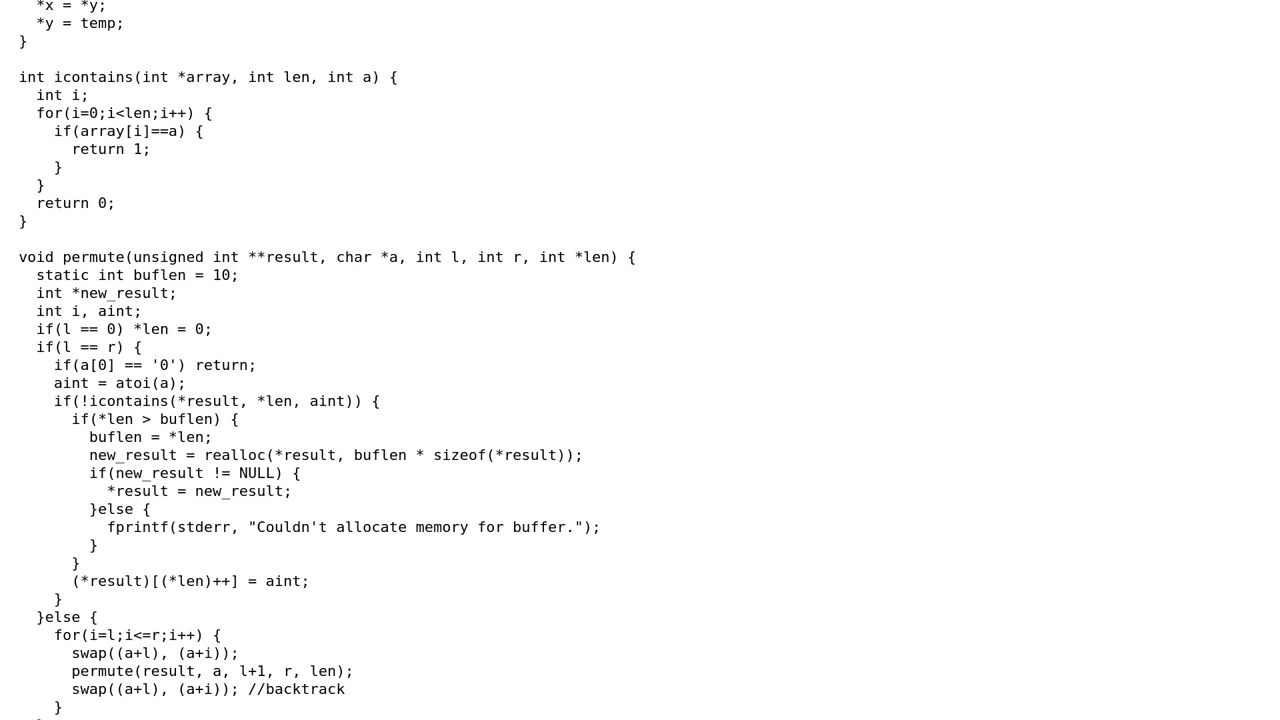 *x = *y;
  *y = temp;
}

int icontains(int *array, int len, int a) {
  int i;
  for(i=0;i<len;i++) {
    if(array[i]==a) {
      return 1;
    }
  }
  return 0;
}

void permute(unsigned int **result, char *a, int l, int r, int *len) {
  static int buflen = 10;
  int *new_result;
  int i, aint;
  if(l == 0) *len = 0;
  if(l == r) {
    if(a[0] == '0') return;
    aint = atoi(a);
    if(!icontains(*result, *len, aint)) {
      if(*len > buflen) {
        buflen = *len;
        new_result = realloc(*result, buflen * sizeof(*result));
        if(new_result != NULL) {
          *result = new_result;
        }else {
          fprintf(stderr, "Couldn't allocate memory for buffer.");
        }
      }
      (*result)[(*len)++] = aint;
    }
  }else {
    for(i=l;i<=r;i++) {
      swap((a+l), (a+i));
      permute(result, a, l+1, r, len);
      swap((a+l), (a+i)); //backtrack
    }